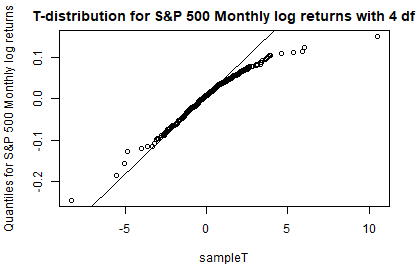 T-distribution for S&P 500 Monthly log returns with 4 df
Quantiles for S&P 500 Monthly log returns
0.1
0.0
-0.1
-0.2
-5
0
5
10
sampleT